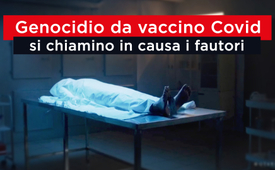 Genocidio da vaccino Covid
si chiamino in causa i fautori